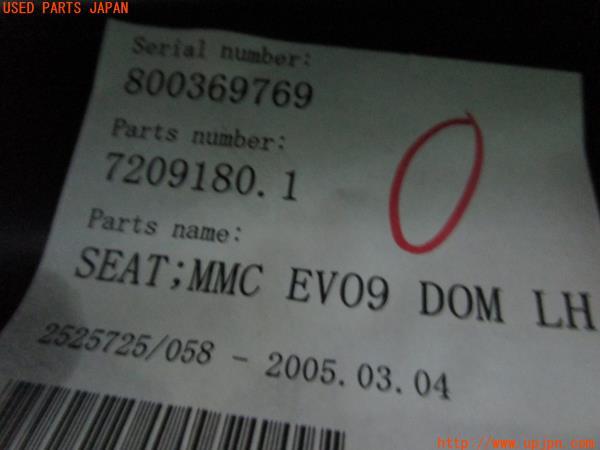 USED PARTS JAPAN
Serial number:
800369769
Parts number:
7209180.1
Parts name:
SEAT;MMC EVO9 DOM LH
2525725/058 - 2005.03.04
http://www.upjpn.com/